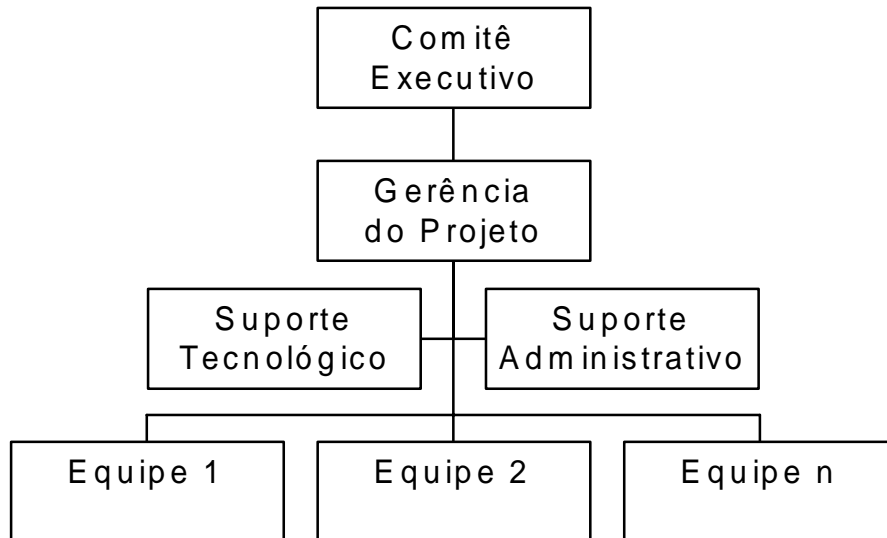 Comitê
Executivo
Gerência
do Projeto
Suporte
Tecnológico
Suporte
Administrativo
Equipe 1
Equipe 2
Equipe n